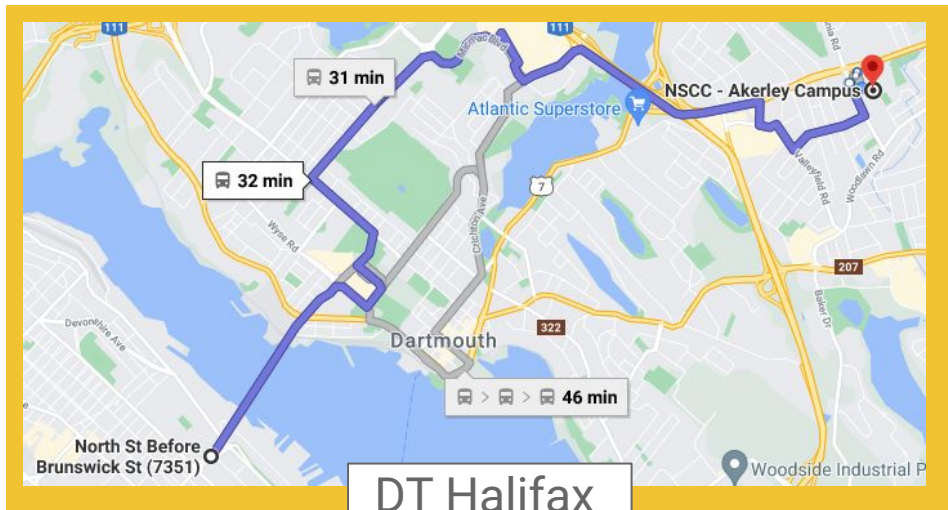 111
111
Micmac Blvd
31 min
NSCC - Akerley Campus
Atlantic Superstore
32 min
7
Valleyfield Rd
Woodlawn Rd
Wyse Rd
Crichton Ave
207
Baker Dr
322
Devonshire Ave
Dartmouth
> > 46 min
North St Before
Brunswick St (7351)
Woodside Industrial P
DT Halifax